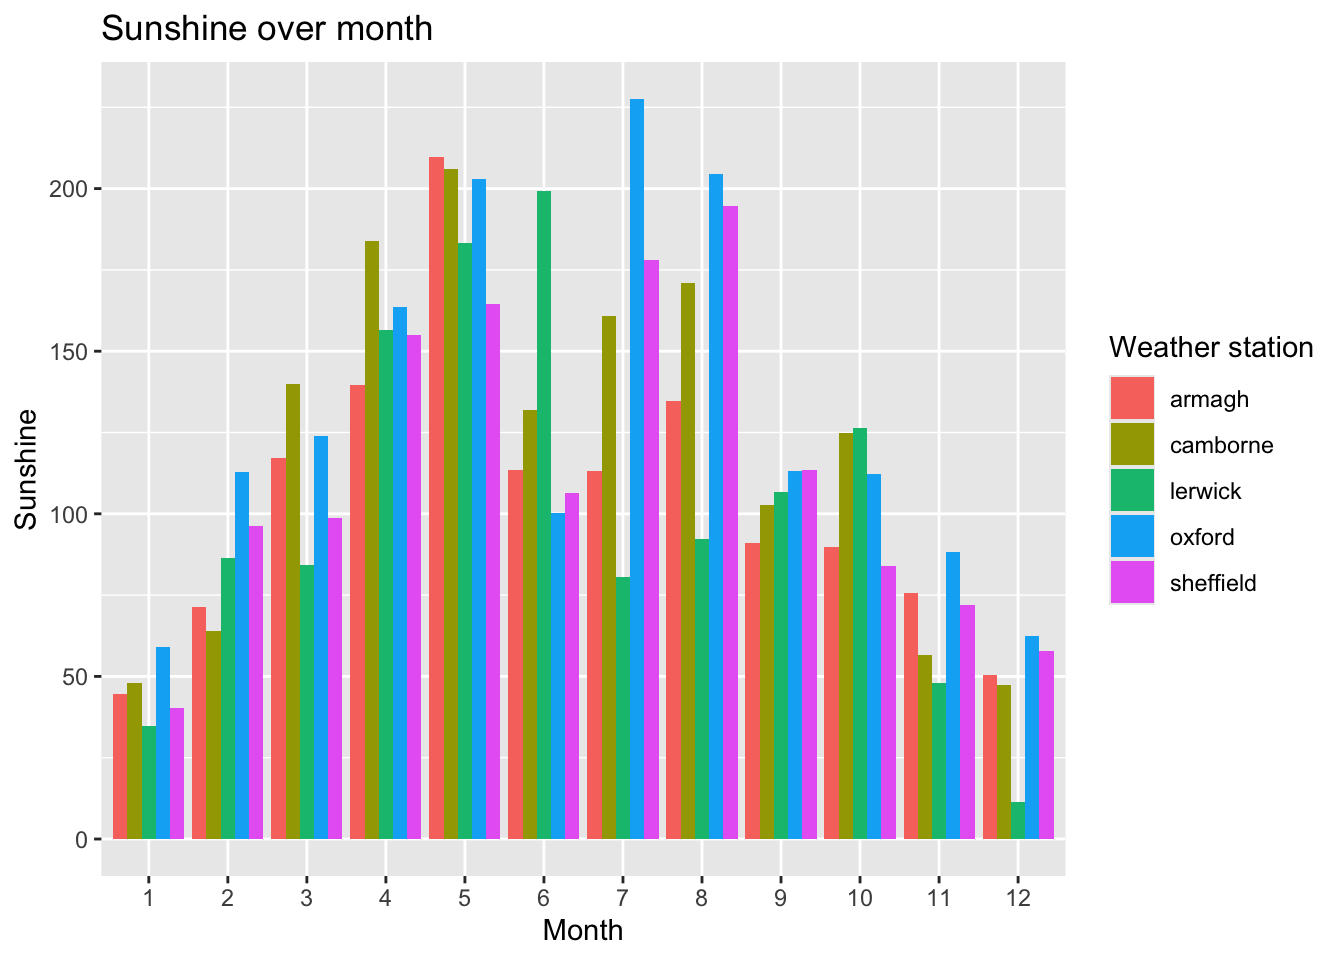 Sunshine over month
Sunshine
200
150
100
50
0
1 2 3 4 5 6 7 8 9 10 11 12
Month
Weather station
armagh
camborne
lerwick
oxford
sheffield